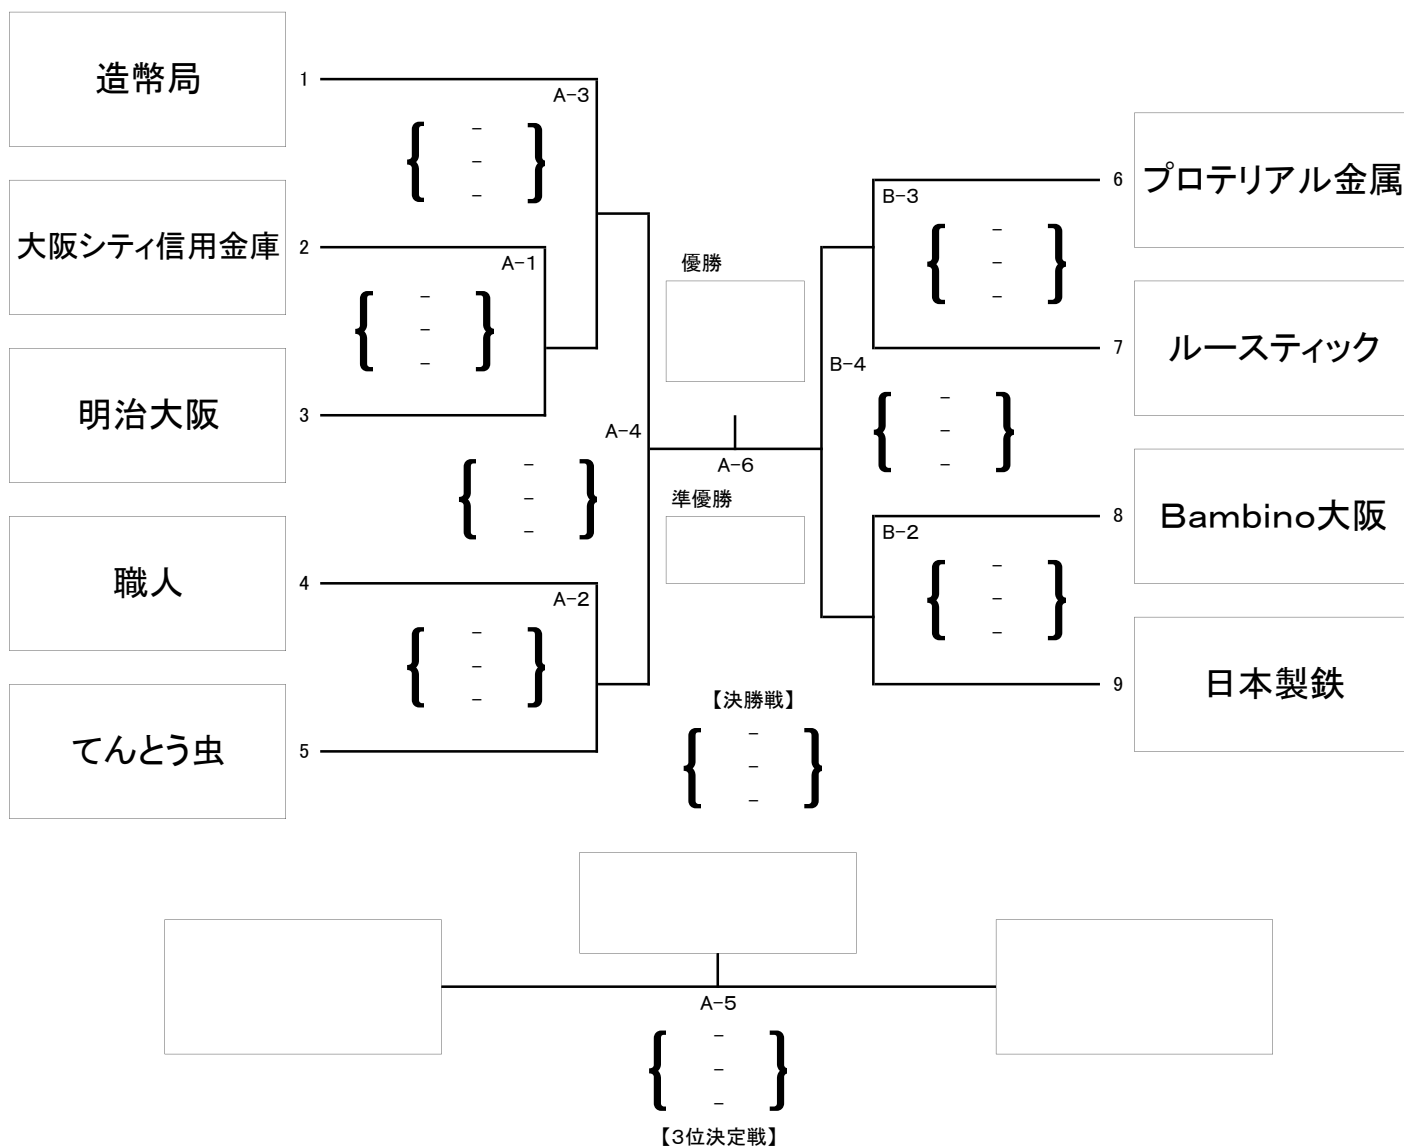 造幣局
1
A-3
{ - }
-
-
大阪シティ信用金庫
2
A-1
{ - }
-
-
明治大阪
3
A-4
{ - }
-
-
職人
4
A-2
{ - }
-
-
てんとう虫
5
優勝
A-6
準優勝
【決勝戦】
{ - }
-
-
プロテリアル金属
6
B-3
{ - }
-
-
ルースティック
7
B-4
{ - }
-
-
Bambino大阪
8
B-2
{ - }
-
-
日本製鉄
9
A-5
{ - }
-
-
【3位決定戦】